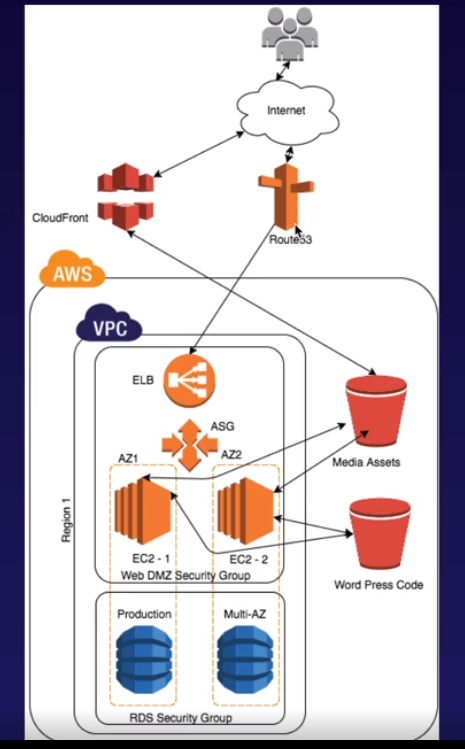 Internet
CloudFront
Route53
AWS
VPC
ELB
ASG
AZ1
AZ2
Media Assets
Region 1
EC2 - 1
EC2 - 2
Web DMZ Security Group
Word Press Code
Production
Multi-AZ
RDS Security Group